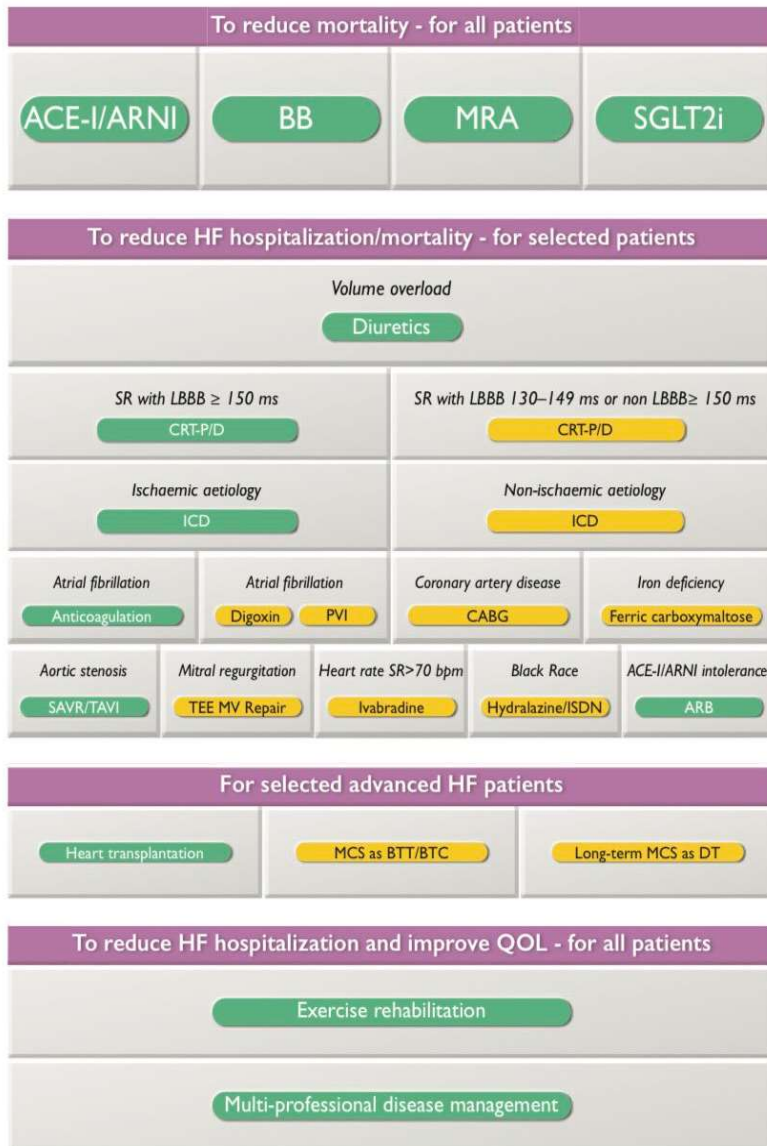 To reduce mortality - for all patients
ACE-I/ARNI
BB
MRA
SGLT2i
To reduce HF hospitalization/mortality - for selected patients
Volume overload
Diuretics
SR with LBBB ≥ 150 ms
CRT-P/D
SR with LBBB 130–149 ms or non LBBB≥ 150 ms
CRT-P/D
Ischaemic aetiology
ICD
Non-ischaemic aetiology
ICD
Atrial fibrillation
Anticoagulation
Atrial fibrillation
Digoxin
PVI
Coronary artery disease
CABG
Iron deficiency
Ferric carboxymaltose
Aortic stenosis
SAVR/TAVI
Mitral regurgitation
TEE MV Repair
Heart rate SR>70 bpm
Ivabradine
Black Race
Hydralazine/ISDN
ACE-I/ARNI intolerance
ARB
For selected advanced HF patients
Heart transplantation
MCS as BTT/BTC
Long-term MCS as DT
To reduce HF hospitalization and improve QOL - for all patients
Exercise rehabilitation
Multi-professional disease management